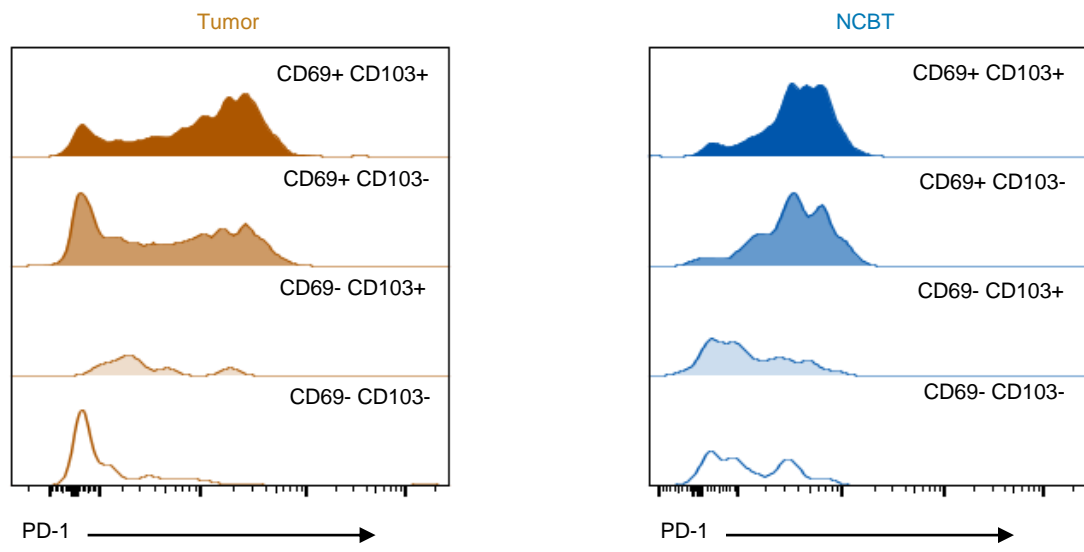 Tumor
NCBT
CD69+ CD103+
CD69+ CD103+
CD69+ CD103-
CD69+ CD103-
CD69- CD103+
CD69- CD103+
CD69- CD103-
CD69- CD103-
PD-1
PD-1